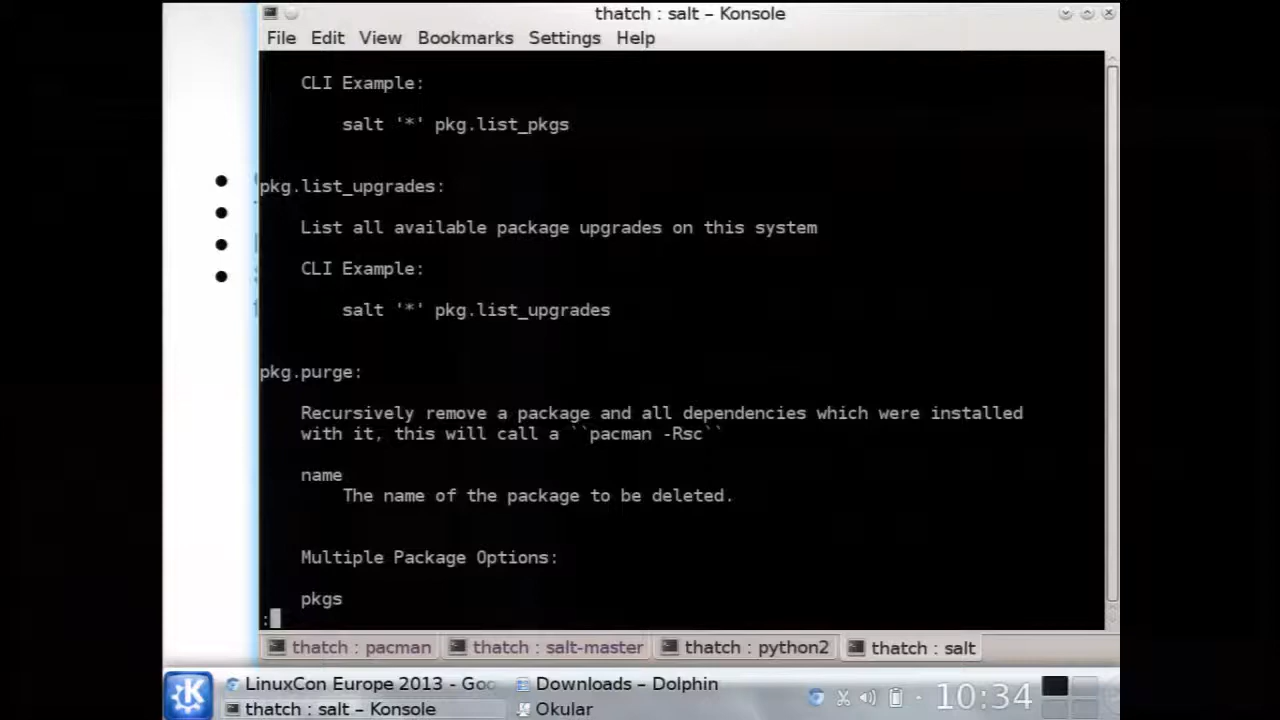 thatch : salt – Konsole
File Edit View Bookmarks Settings Help
CLI Example:
salt '*' pkg.list_pkgs
pkg.list_upgrades:
List all available package upgrades on this system
CLI Example:
salt '*' pkg.list_upgrades
pkg.purge:
Recursively remove a package and all dependencies which were installed
with it, this will call a ``pacman -Rsc``
name
The name of the package to be deleted.
Multiple Package Options:
pkgs
:
thatch : pacman thatch : salt-master thatch : python2 thatch : salt
LinuxCon Europe 2013 - Goo Downloads – Dolphin
thatch : salt – Konsole Okular
10:34